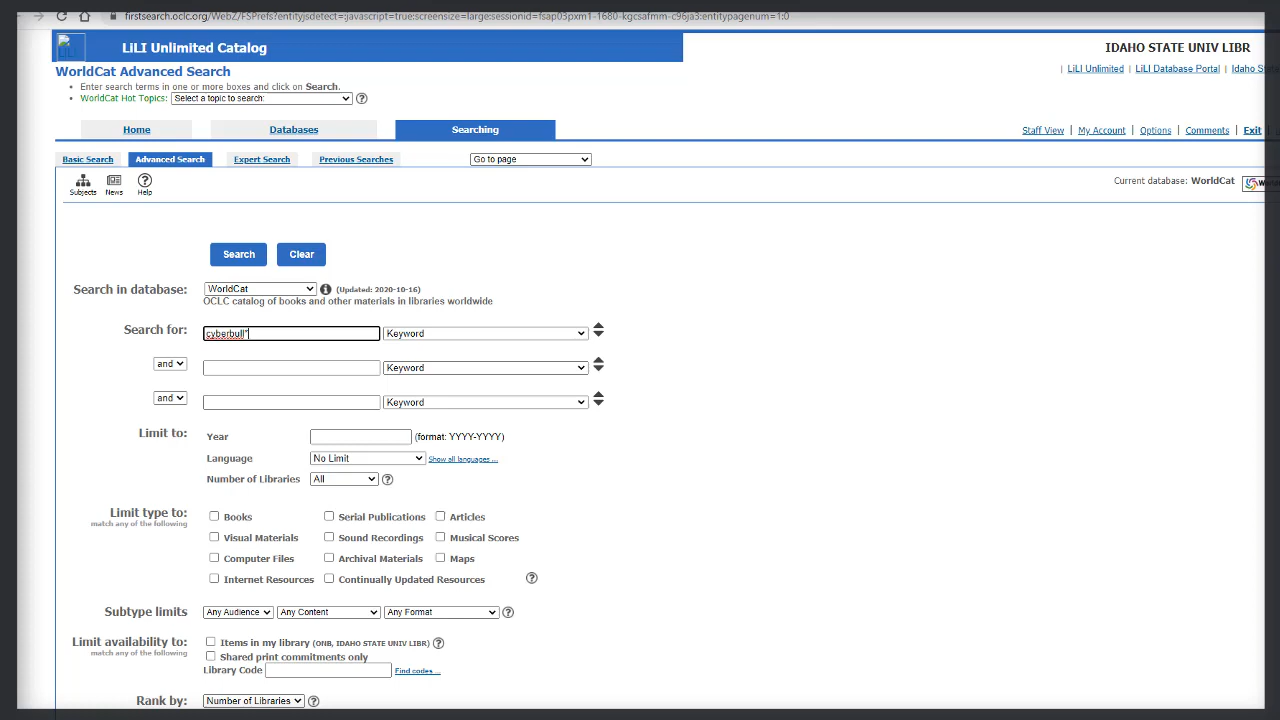 firstsearch.oclc.org/WebZ/FSPrefs?entityjsdetect=:javascript=true:screensize=large:sessionid=fsap03pxm1-1680-kgcsafmm-c96ja3:entitypagenum=1:0
LiLI Unlimited Catalog
IDAHO STATE UNIV LIBR
WorldCat Advanced Search
| LiLI Unlimited | LiLI Database Portal | Idaho
• Enter search terms in one or more boxes and click on Search.
• WorldCat Hot Topics: Select a topic to search:
Home Databases Searching
Staff View | My Account | Options | Comments | Exit
Basic Search Advanced Search Expert Search Previous Searches Go to page
Subjects News Help
Current database: WorldCat
Search Clear
Search in database: WorldCat (Updated: 2020-10-16)
OCLC catalog of books and other materials in libraries worldwide
Search for: cyberbull* Keyword
and Keyword
and Keyword
Limit to: Year (format: YYYY-YYYY)
Language No Limit Show all languages ...
Number of Libraries All
Limit type to: Books Serial Publications Articles
match any of the following
Visual Materials Sound Recordings Musical Scores
Computer Files Archival Materials Maps
Internet Resources Continually Updated Resources
Subtype limits Any Audience Any Content Any Format
Limit availability to: Items in my library (ONB, IDAHO STATE UNIV LIBR)
match any of the following
Shared print commitments only
Library Code Find codes ...
Rank by: Number of Libraries